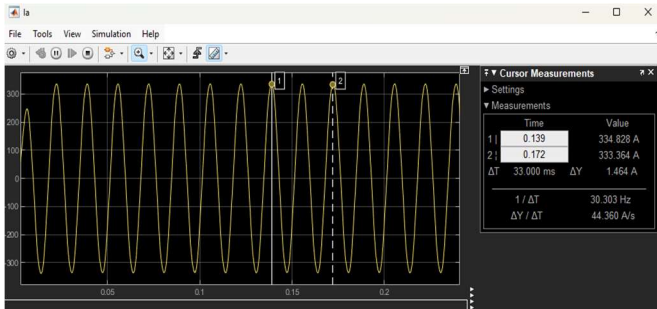 Ia
File Tools View Simulation Help
1 2
300
200
100
0
-100
-200
-300
0.05 0.1 0.15 0.2
Cursor Measurements
Settings
Measurements
Time Value
1 | 0.139 334.828 A
2 ¦ 0.172 333.364 A
ΔT 33.000 ms ΔY 1.464 A
1 / ΔT 30.303 Hz
ΔY / ΔT 44.360 A/s